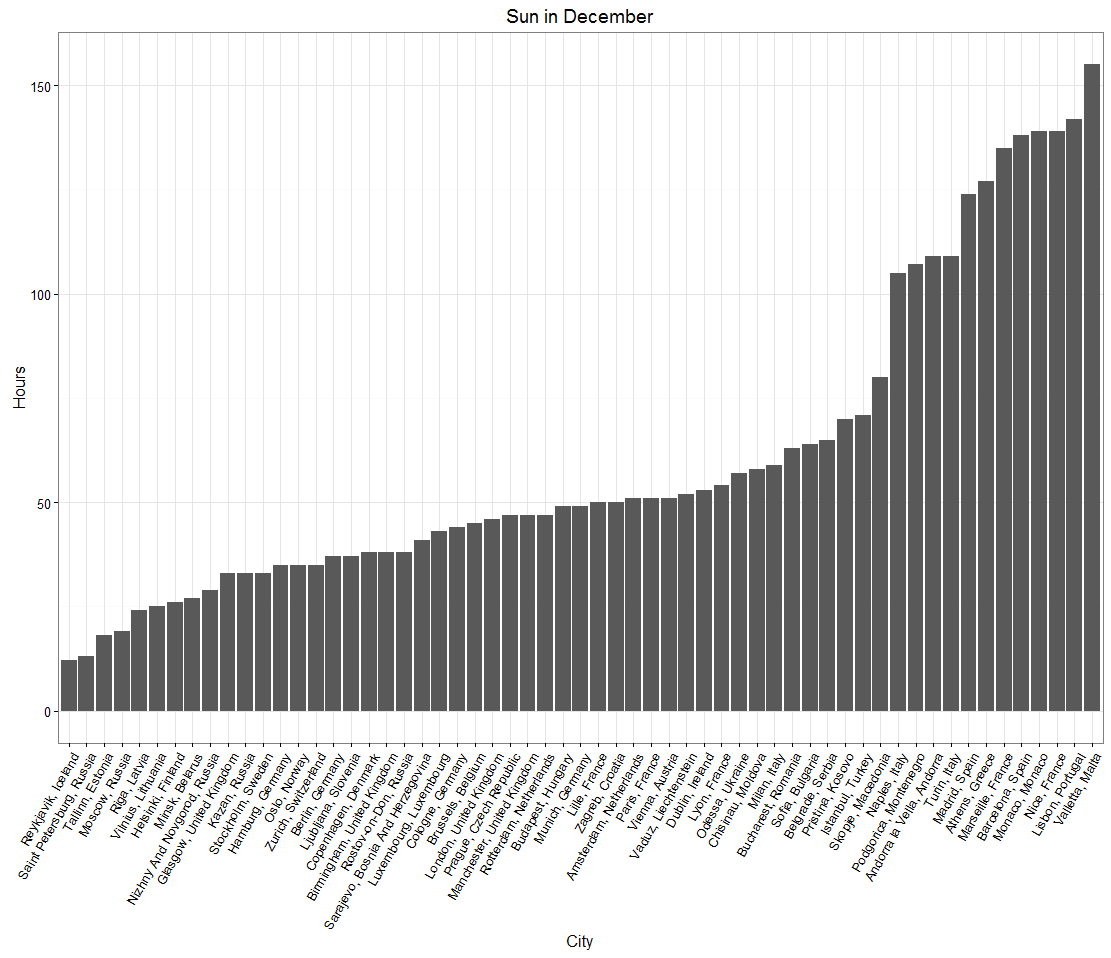 Sun in December
Hours
150
100
50
0
Reykjavik, Iceland
Saint Petersburg, Russia
Tallinn, Estonia
Moscow, Russia
Riga, Latvia
Vilnius, Lithuania
Helsinki, Finland
Minsk, Belarus
Nizhny And Novgorod, Russia
Glasgow, United Kingdom
Kazan, Russia
Stockholm, Sweden
Hamburg, Germany
Oslo, Norway
Zurich, Switzerland
Berlin, Germany
Ljubljana, Slovenia
Copenhagen, Denmark
Birmingham, United Kingdom
Rostov-on-Don, Russia
Sarajevo, Bosnia And Herzegovina
Luxembourg, Luxembourg
Cologne, Germany
Brussels, Belgium
London, United Kingdom
Prague, Czech Republic
Manchester, United Kingdom
Rotterdam, Netherlands
Budapest, Hungary
Munich, Germany
Lille, France
Zagreb, Croatia
Amsterdam, Netherlands
Paris, France
Vienna, Austria
Vaduz, Liechtenstein
Dublin, Ireland
Lyon, France
Odessa, Ukraine
Chisinau, Moldova
Milan, Italy
Bucharest, Romania
Sofia, Bulgaria
Belgrade, Serbia
Pristina, Kosovo
Istanbul, Turkey
Skopje, Macedonia
Naples, Italy
Podgorica, Montenegro
Andorra la Vella, Andorra
Turin, Italy
Madrid, Spain
Athens, Greece
Marseille, France
Barcelona, Spain
Monaco, Monaco
Nice, France
Lisbon, Portugal
Valletta, Malta
City